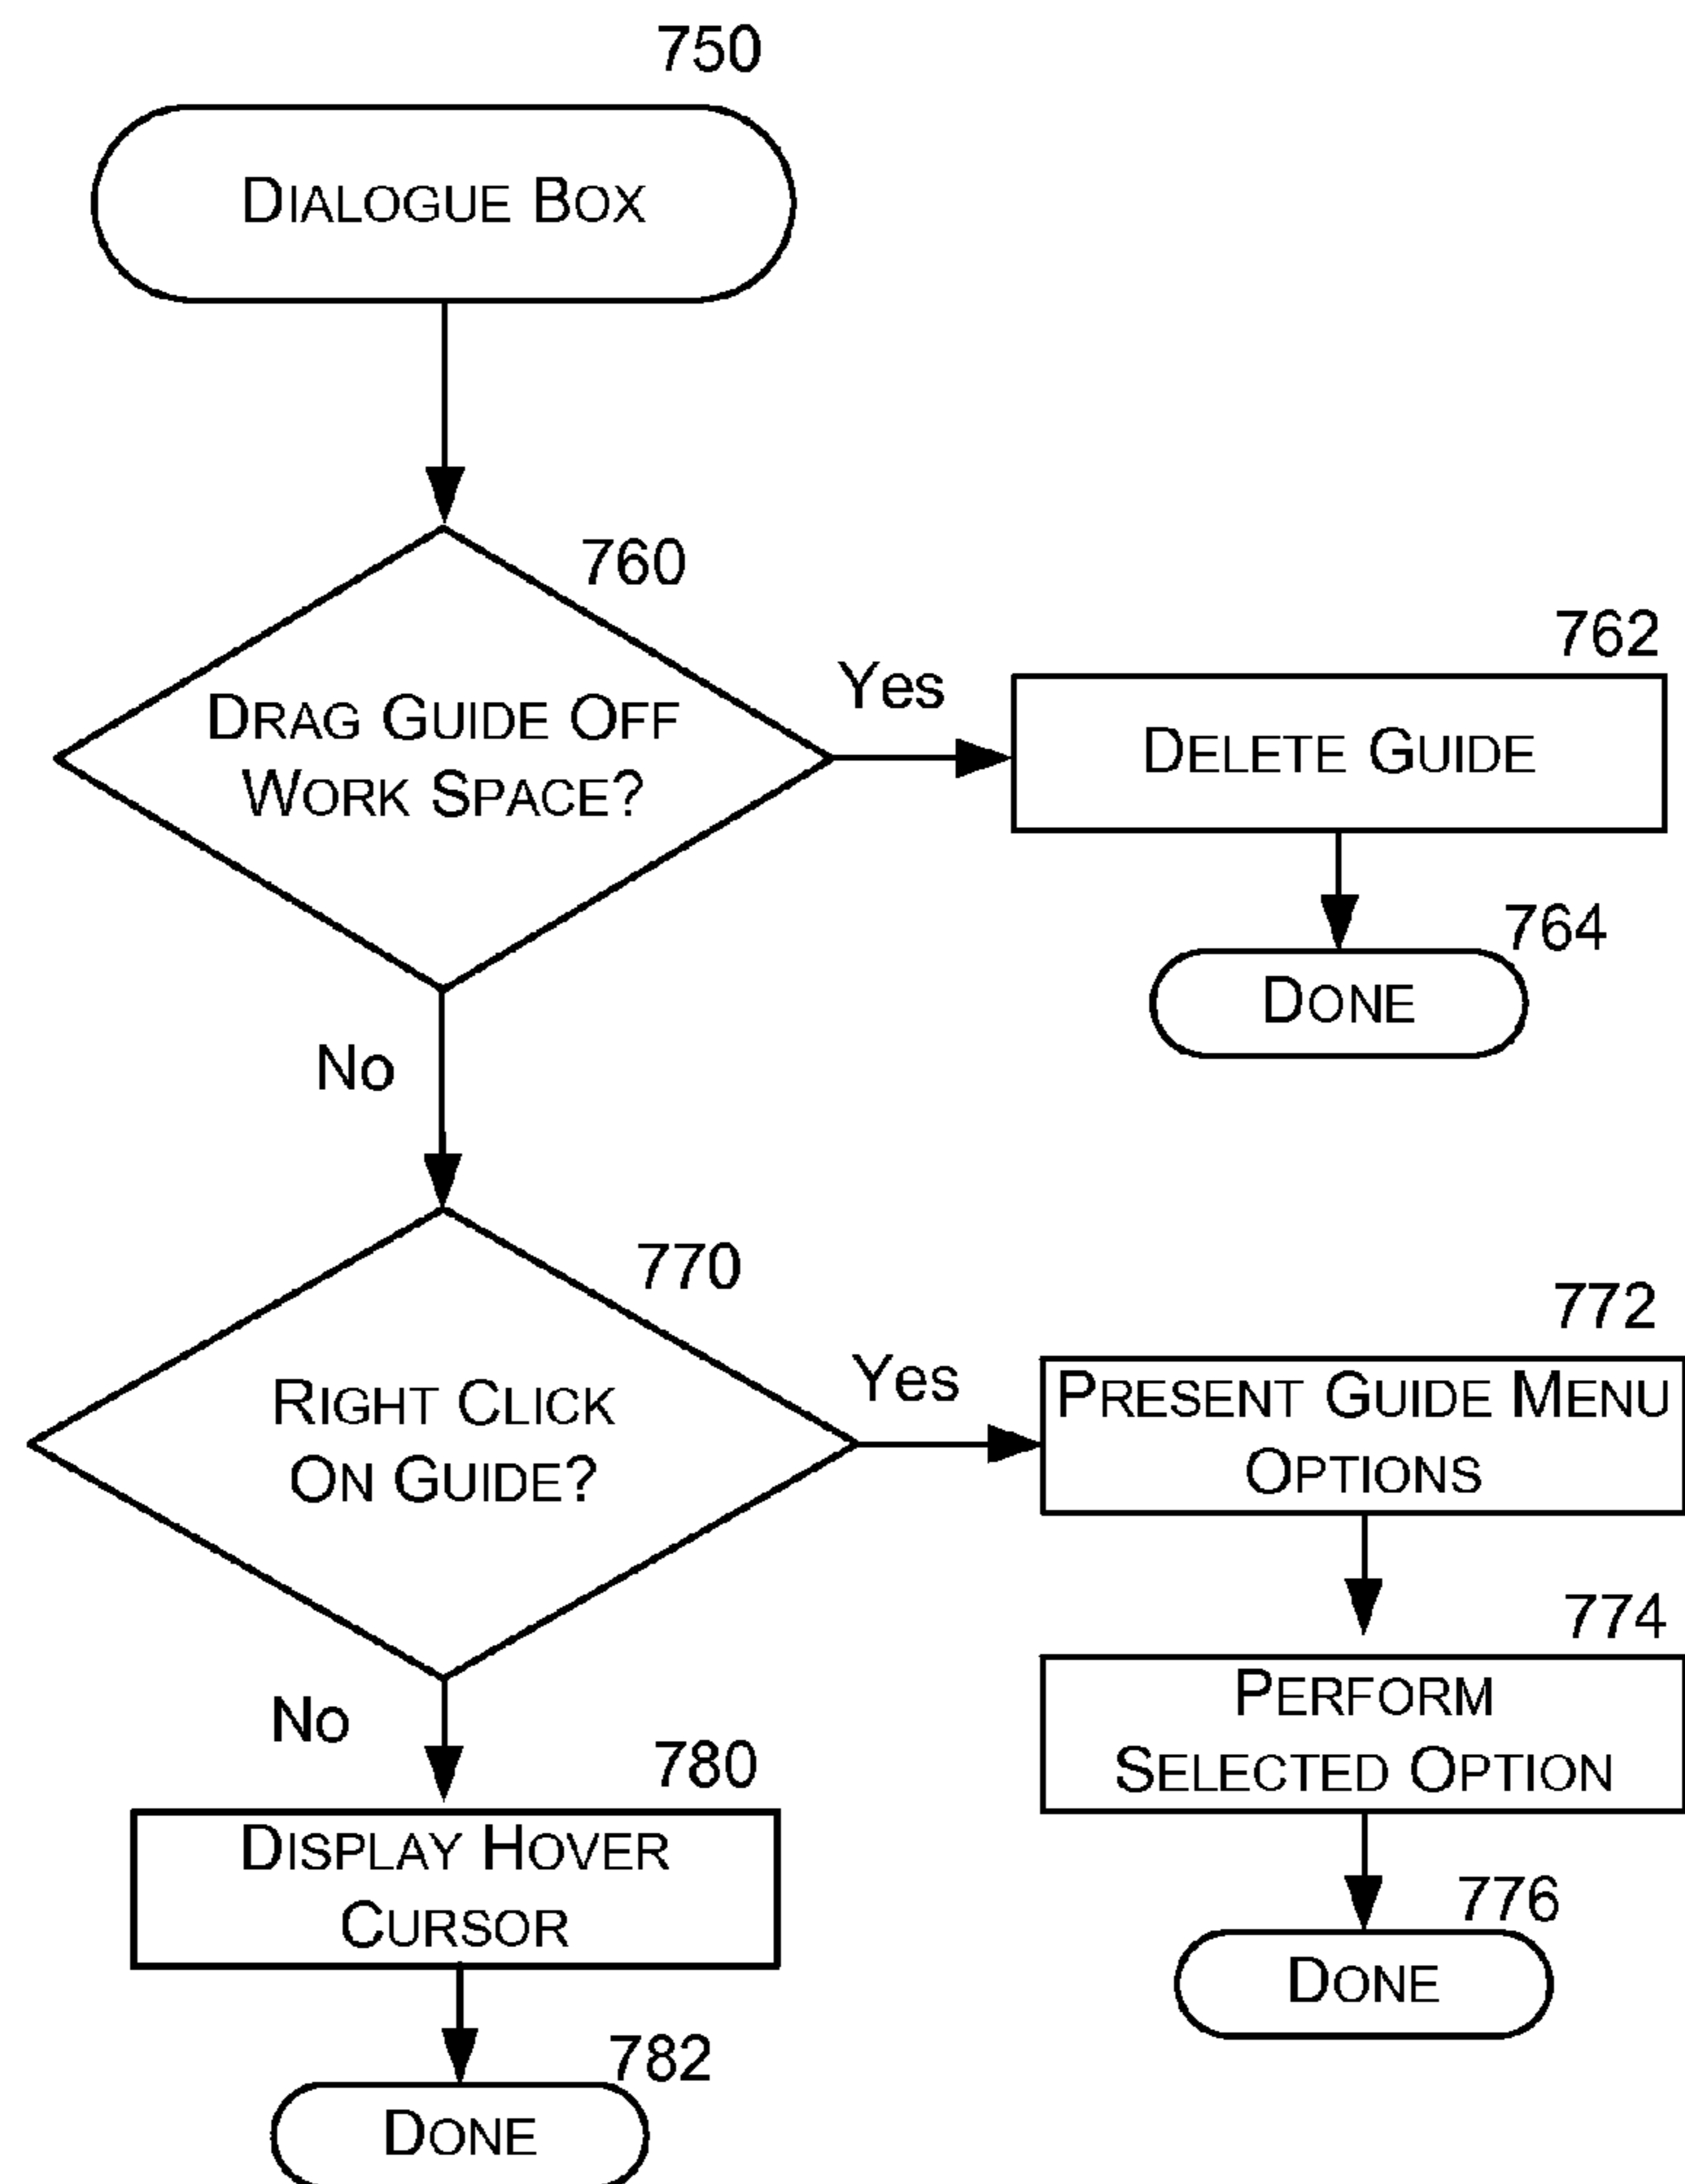 750
DIALOGUE BOX
760
DRAG GUIDE OFF
WORK SPACE?
Yes
762
DELETE GUIDE
764
DONE
No
770
RIGHT CLICK
ON GUIDE?
Yes
772
PRESENT GUIDE MENU
OPTIONS
774
PERFORM
SELECTED OPTION
776
DONE
No
780
DISPLAY HOVER
CURSOR
782
DONE